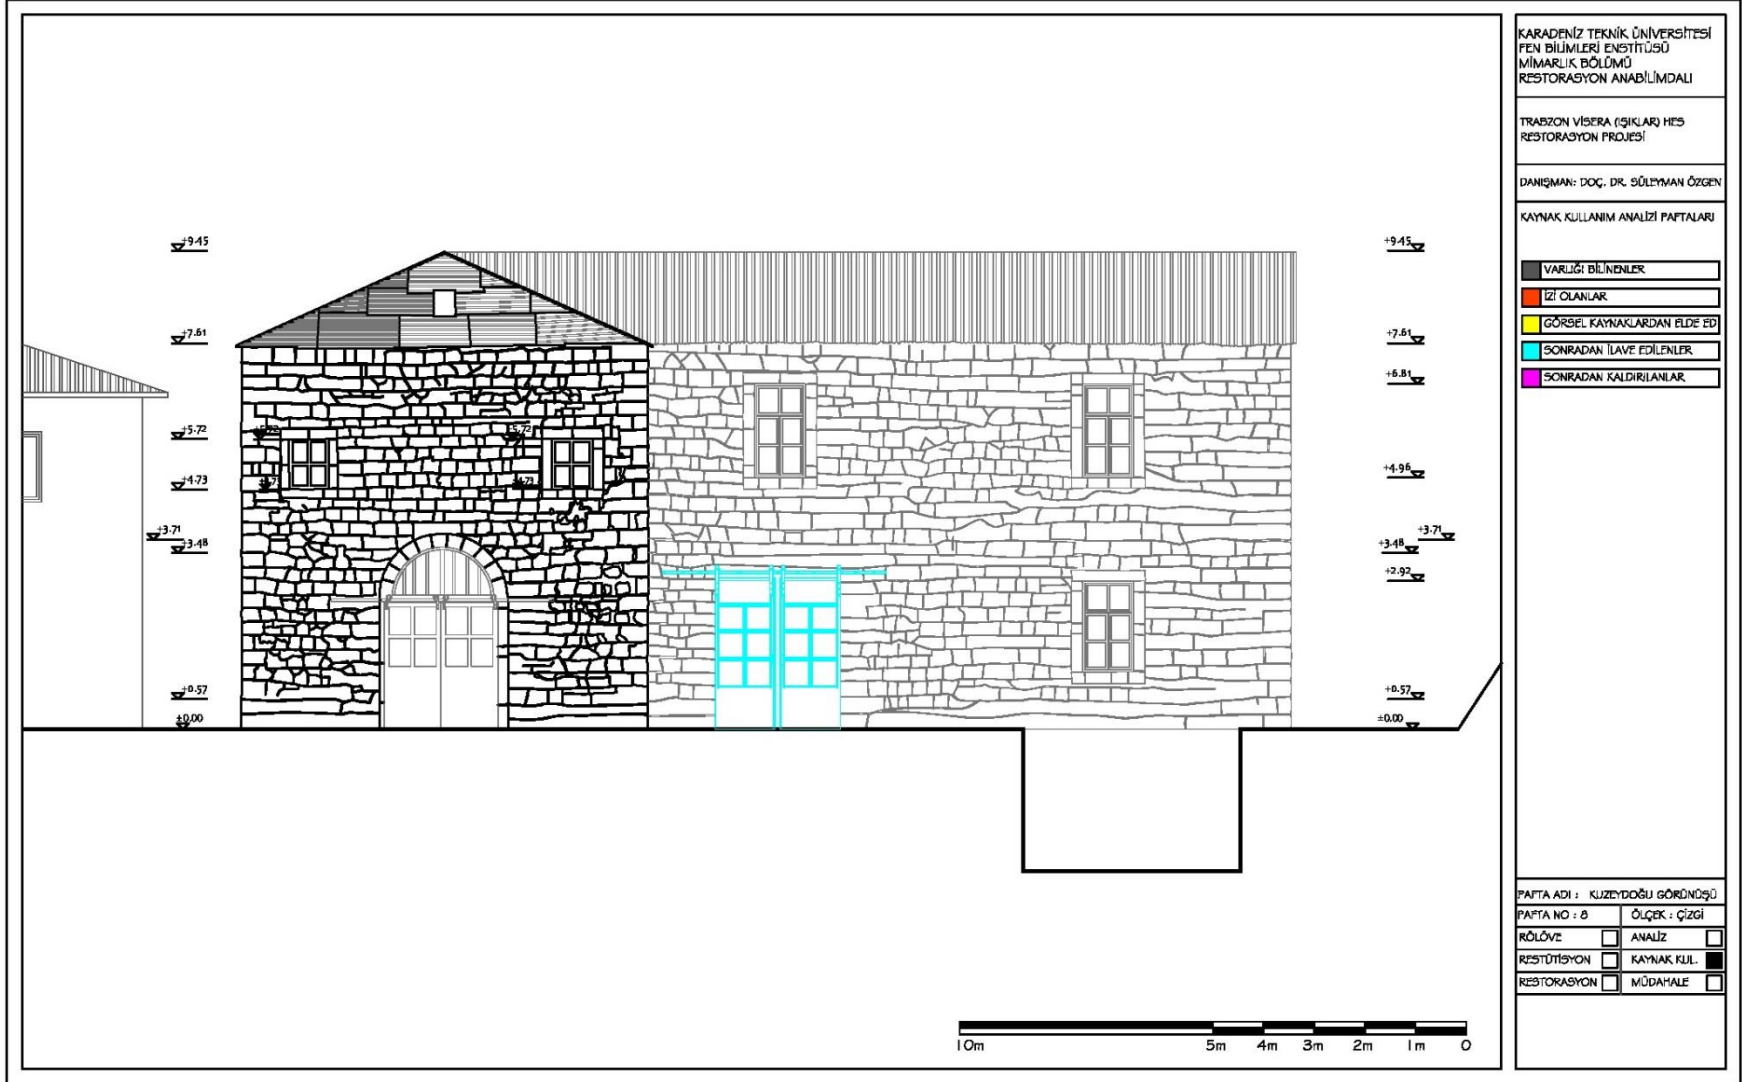 KARADENİZ TEKNİK ÜNİVERSİTESİ
FEN BİLİMLERİ ENSTİTÜSÜ
MİMARLIK BÖLÜMÜ
RESTORASYON ANABİLİMDALI
TRABZON VİSERA (IŞIKLAR) HES
RESTORASYON PROJESİ
DANIŞMAN: DOÇ. DR. SÜLEYMAN ÖZGEN
KAYNAK KULLANIM ANALİZİ PAFTALARI
VARLIĞI BİLİNENLER
İZİ OLANLAR
GÖRSEL KAYNAKLARDAN ELDE ED
SONRADAN İLAVE EDİLENLER
SONRADAN KALDIRILANLAR
+9.45
+7.61
+5.72
+4.73
+3.71
+3.48
+0.57
±0.00
+5.72
+5.72
+4.73
+4.73
+9.45
+7.61
+6.81
+4.96
+3.71
+3.48
+2.92
+0.57
±0.00
10m 5m 4m 3m 2m 1m 0
PAFTA ADI : KUZEYDOĞU GÖRÜNÜŞÜ
PAFTA NO : 8 ÖLÇEK : ÇİZGİ
RÖLÖVE ANALİZ
RESTÜTİSYON KAYNAK KUL.
RESTORASYON MÜDAHALE